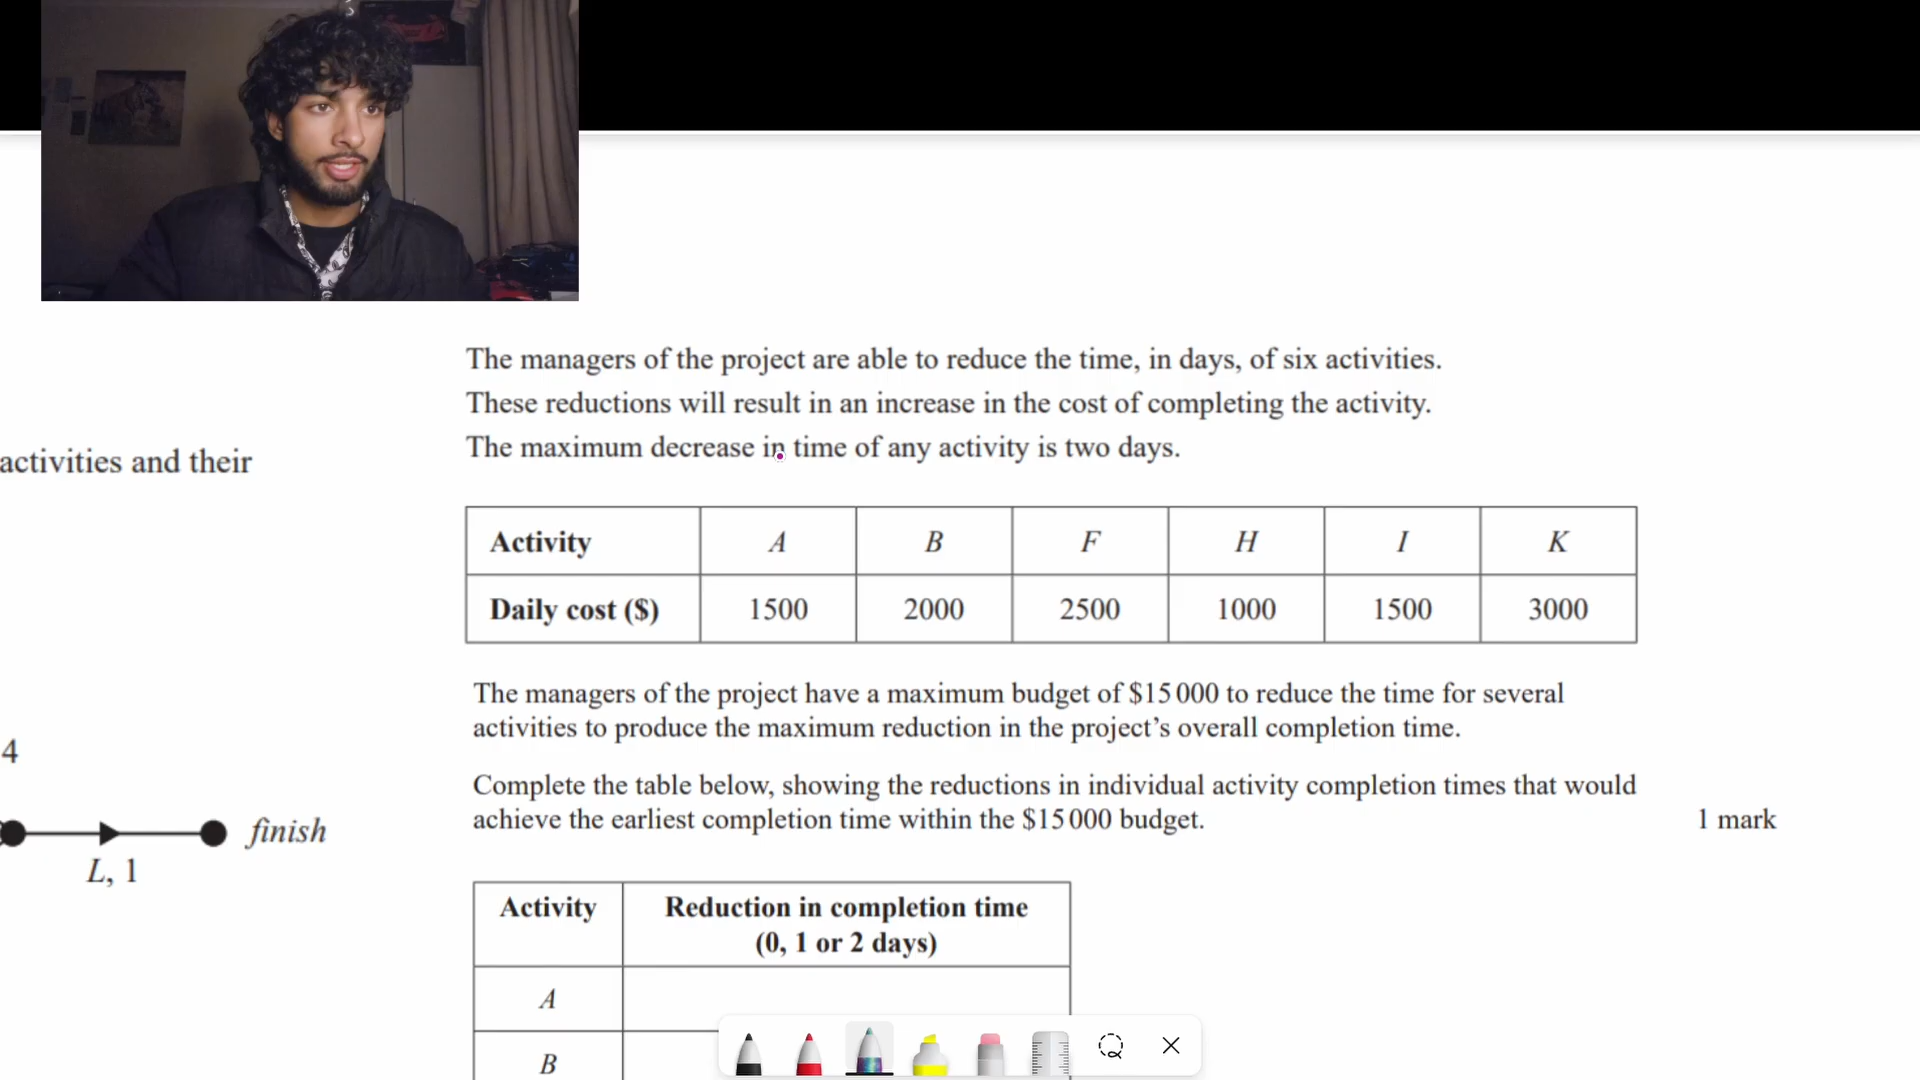 The managers of the project are able to reduce the time, in days, of six activities.
These reductions will result in an increase in the cost of completing the activity.
The maximum decrease in time of any activity is two days.
activities and their
Activity A B F H I K
Daily cost ($) 1500 2000 2500 1000 1500 3000
The managers of the project have a maximum budget of $15 000 to reduce the time for several
activities to produce the maximum reduction in the project's overall completion time.
4
Complete the table below, showing the reductions in individual activity completion times that would
achieve the earliest completion time within the $15 000 budget.
1 mark
finish
L, 1
Activity Reduction in completion time
(0, 1 or 2 days)
A
B